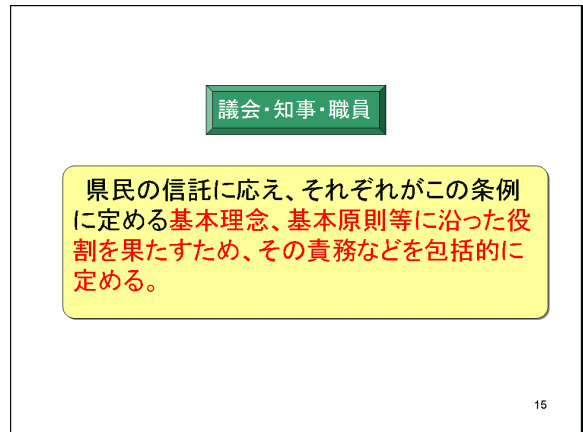 議会・知事・職員
県民の信託に応え、それぞれがこの条例
に定める基本理念、基本原則等に沿った役
割を果たすため、その責務などを包括的に
定める。
15